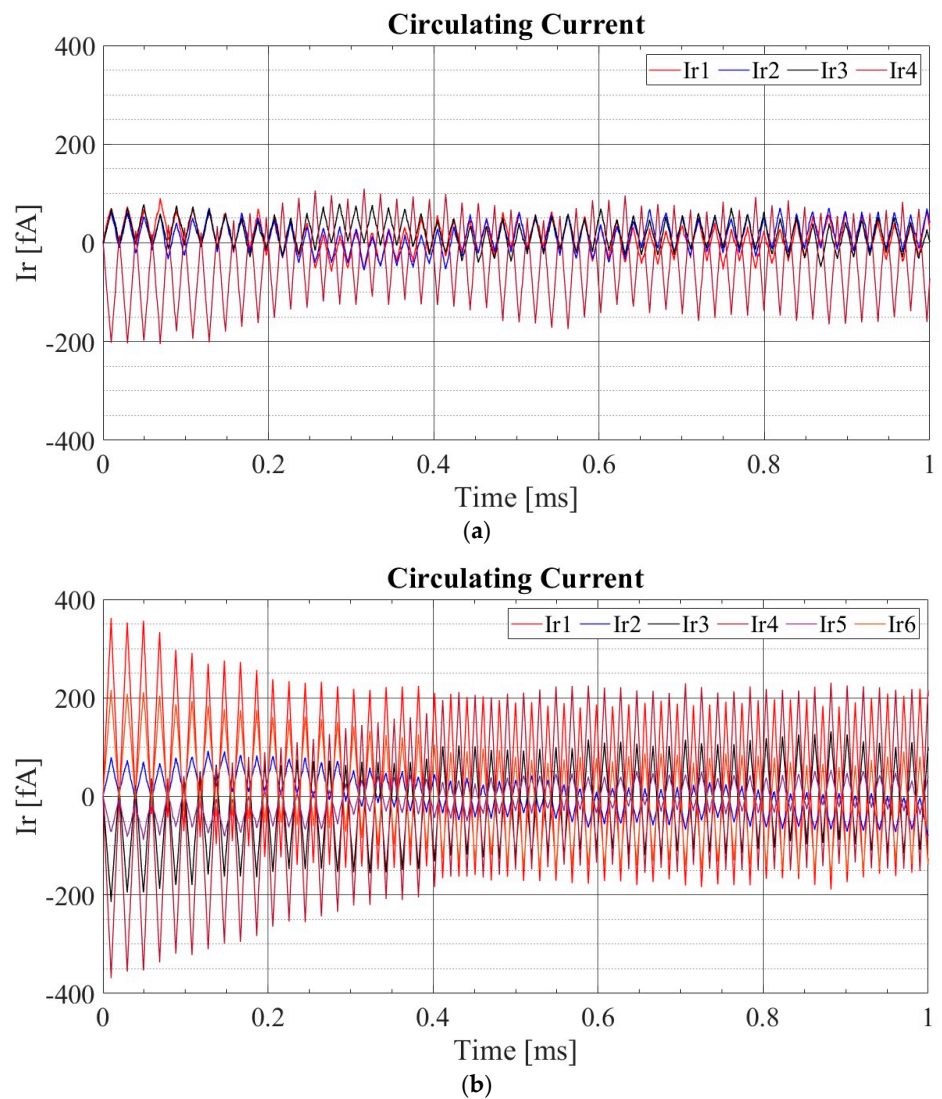 Circulating Current
400
Ir1 Ir2 Ir3 Ir4
200
0
-200
-400
Ir [fA]
0 0.2 0.4 0.6 0.8 1
Time [ms]
(a)
Circulating Current
400
Ir1 Ir2 Ir3 Ir4 Ir5 Ir6
200
0
-200
-400
Ir [fA]
0 0.2 0.4 0.6 0.8 1
Time [ms]
(b)